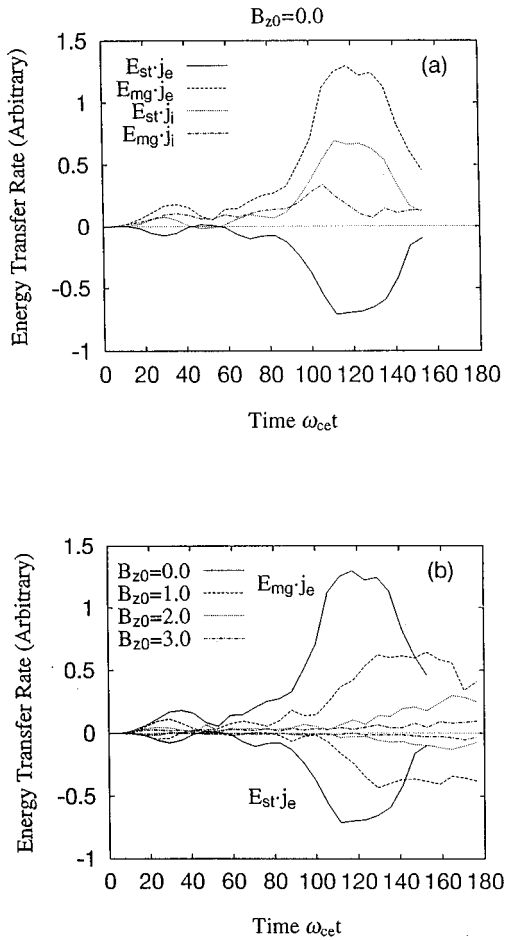 B_z0=0.0
(a)
E_st·j_e
E_mg·j_e
E_st·j_i
E_mg·j_i
Energy Transfer Rate (Arbitrary)
1.5
1
0.5
0
-0.5
-1
0 20 40 60 80 100 120 140 160 180
Time ω_ce t
(b)
B_z0=0.0
B_z0=1.0
B_z0=2.0
B_z0=3.0
E_mg·j_e
E_st·j_e
Energy Transfer Rate (Arbitrary)
1.5
1
0.5
0
-0.5
-1
0 20 40 60 80 100 120 140 160 180
Time ω_ce t